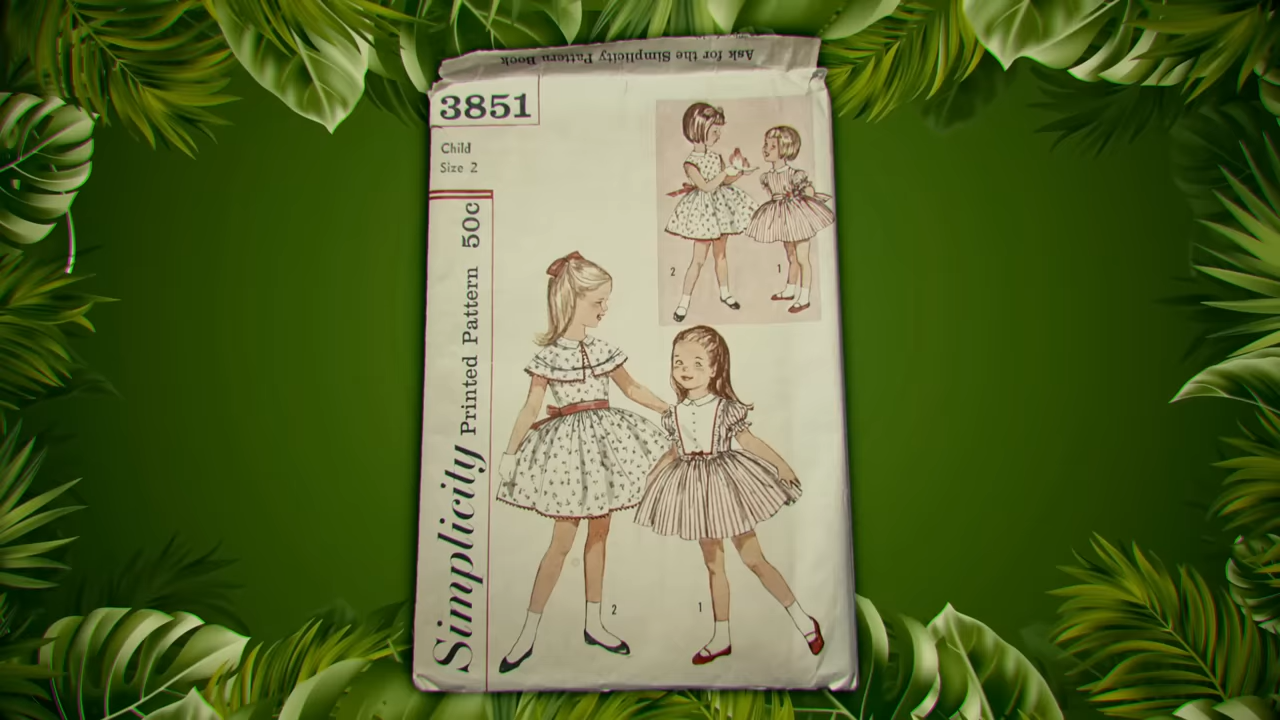 Ask for the Simplicity Pattern Book
3851
Child
Size 2
Simplicity Printed Pattern 50c
2
1
2
1